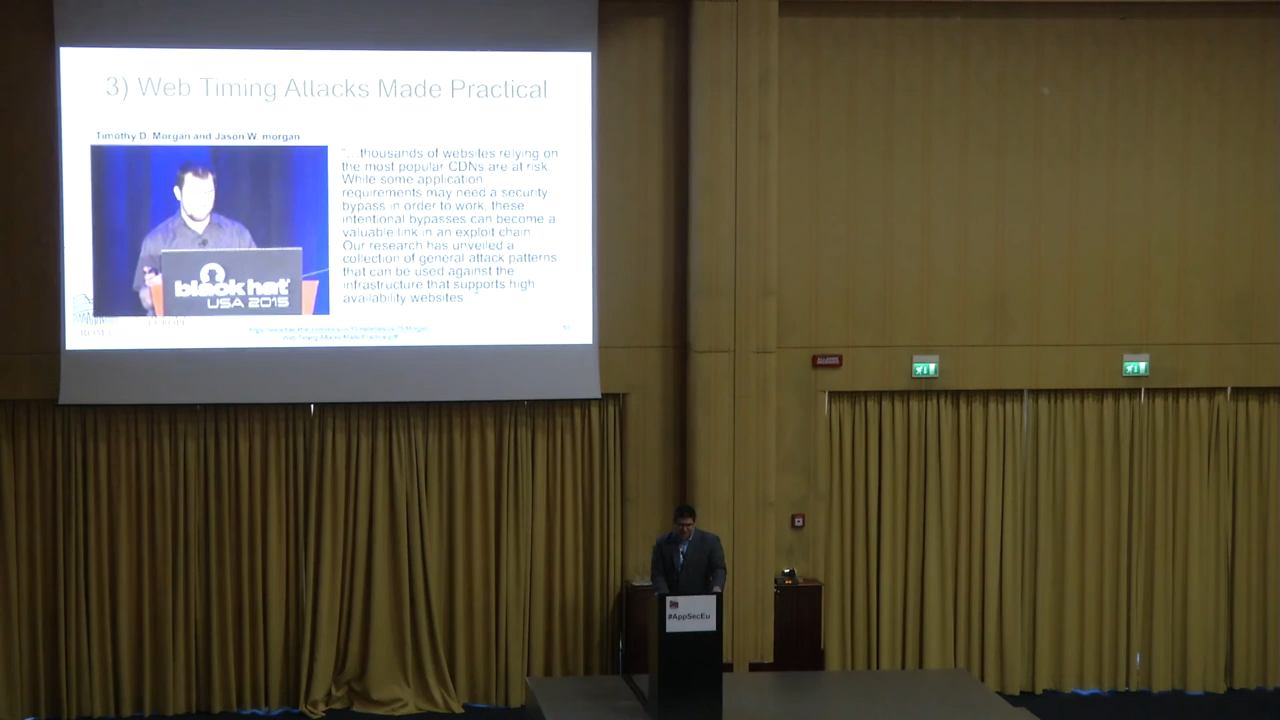 3) Web Timing Attacks Made Practical
Timothy D. Morgan and Jason W. morgan
"...thousands of websites relying on
the most popular CDNs are at risk.
While some application
requirements may need a security
bypass in order to work, these
intentional bypasses can become a
valuable link in an exploit chain.
Our research has unveiled a
collection of general attack patterns
that can be used against the
infrastructure that supports high
availability websites. "
black hat
USA 2015
#AppSecEu